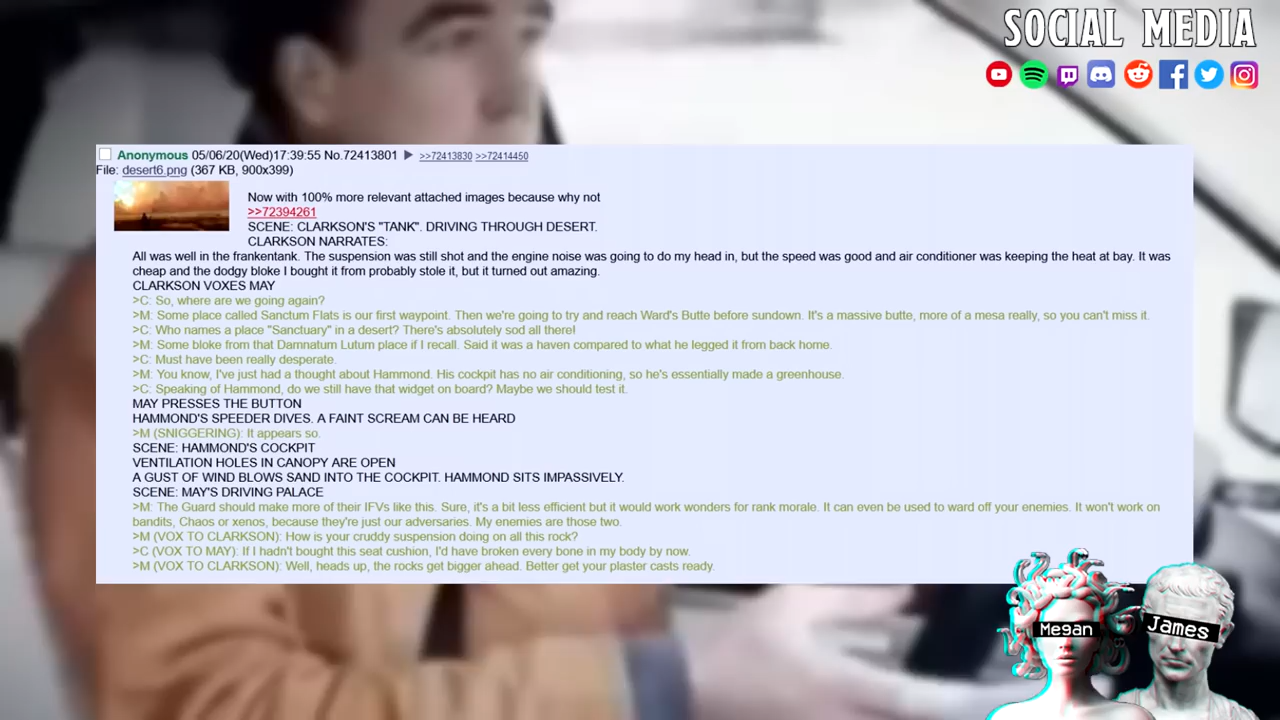 SOCIAL MEDIA
Anonymous 05/06/20(Wed)17:39:55 No.72413801 ▶ >>72413830 >>72414450
File: desert6.png (367 KB, 900x399)
Now with 100% more relevant attached images because why not
>>72394261
SCENE: CLARKSON'S "TANK". DRIVING THROUGH DESERT.
CLARKSON NARRATES:
All was well in the frankentank. The suspension was still shot and the engine noise was going to do my head in, but the speed was good and air conditioner was keeping the heat at bay. It was
cheap and the dodgy bloke I bought it from probably stole it, but it turned out amazing.
CLARKSON VOXES MAY
>C: So, where are we going again?
>M: Some place called Sanctum Flats is our first waypoint. Then we're going to try and reach Ward's Butte before sundown. It's a massive butte, more of a mesa really, so you can't miss it.
>C: Who names a place "Sanctuary" in a desert? There's absolutely sod all there!
>M: Some bloke from that Damnatum Lutum place if I recall. Said it was a haven compared to what he legged it from back home.
>C: Must have been really desperate.
>M: You know, I've just had a thought about Hammond. His cockpit has no air conditioning, so he's essentially made a greenhouse.
>C: Speaking of Hammond, do we still have that widget on board? Maybe we should test it.
MAY PRESSES THE BUTTON
HAMMOND'S SPEEDER DIVES. A FAINT SCREAM CAN BE HEARD
>M (SNIGGERING): It appears so.
SCENE: HAMMOND'S COCKPIT
VENTILATION HOLES IN CANOPY ARE OPEN
A GUST OF WIND BLOWS SAND INTO THE COCKPIT. HAMMOND SITS IMPASSIVELY.
SCENE: MAY'S DRIVING PALACE
>M: The Guard should make more of their IFVs like this. Sure, it's a bit less efficient but it would work wonders for rank morale. It can even be used to ward off your enemies. It won't work on
bandits, Chaos or xenos, because they're just our adversaries. My enemies are those two.
>M (VOX TO CLARKSON): How is your cruddy suspension doing on all this rock?
>C (VOX TO MAY). If I hadn't bought this seat cushion, I'd have broken every bone in my body by now.
>M (VOX TO CLARKSON): Well, heads up, the rocks get bigger ahead. Better get your plaster casts ready.
Megan
James